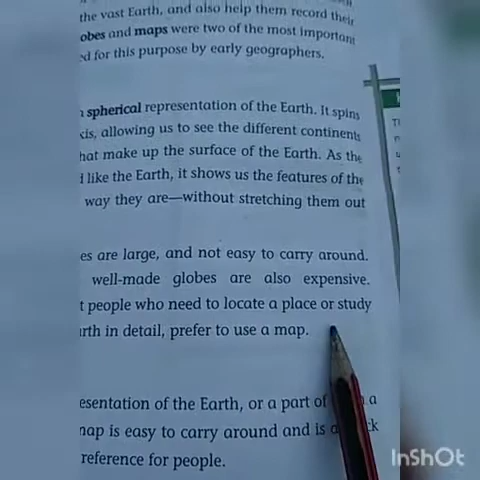 the vast Earth, and also help them record their
obes and maps were two of the most important
d for this purpose by early geographers.
spherical representation of the Earth. It spins
xis, allowing us to see the different continents
hat make up the surface of the Earth. As the
like the Earth, it shows us the features of the
way they are—without stretching them out
es are large, and not easy to carry around.
well-made globes are also expensive.
t people who need to locate a place or study
rth in detail, prefer to use a map.
esentation of the Earth, or a part of a
map is easy to carry around and is
reference for people.
InShOt